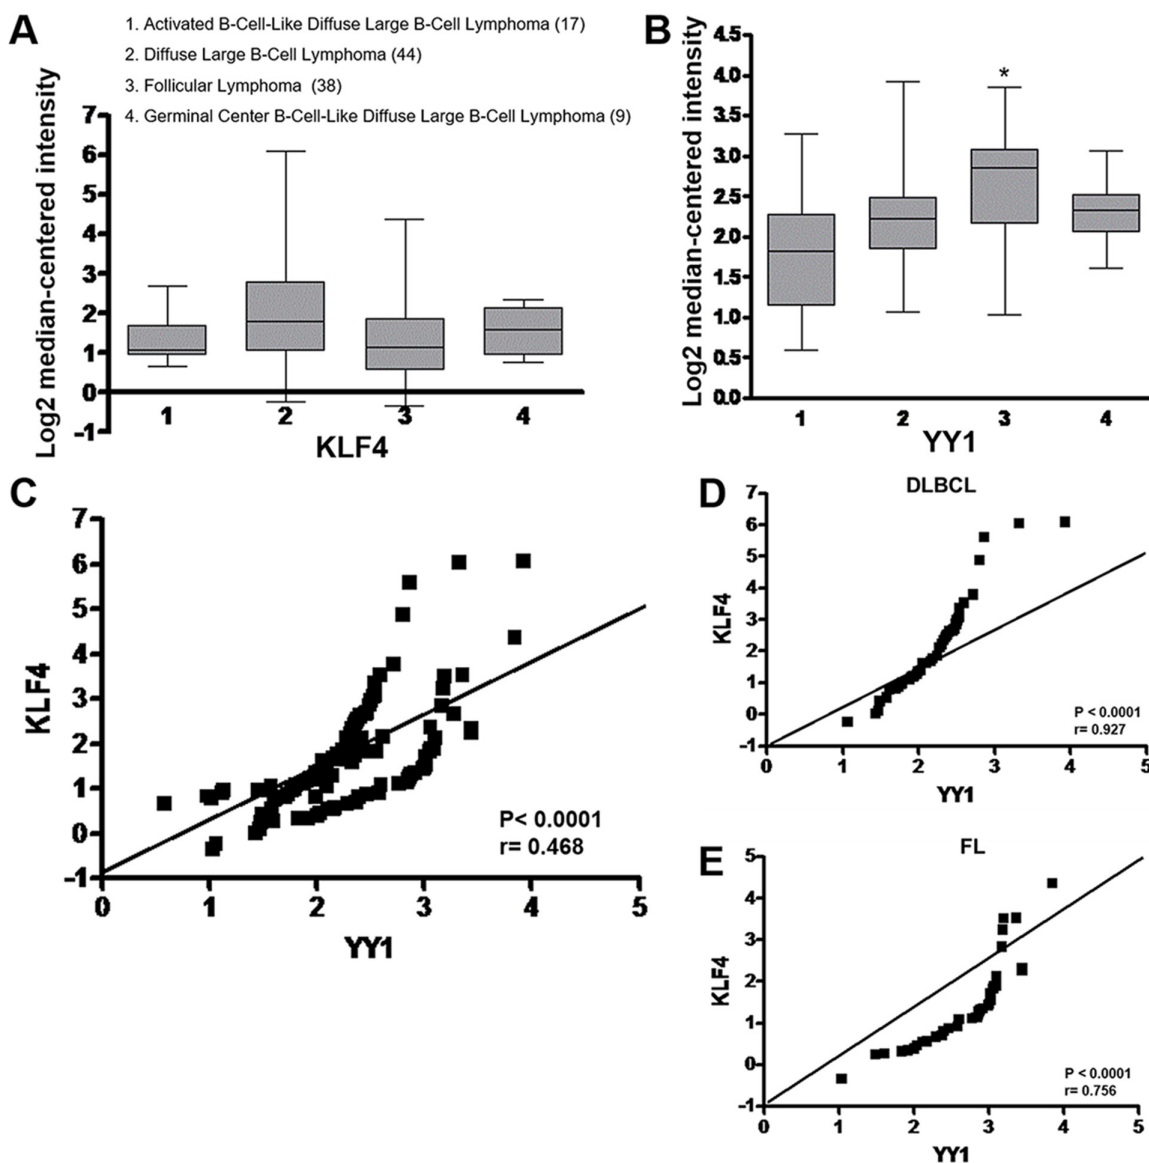 A
1. Activated B-Cell-Like Diffuse Large B-Cell Lymphoma (17)
2. Diffuse Large B-Cell Lymphoma (44)
3. Follicular Lymphoma (38)
4. Germinal Center B-Cell-Like Diffuse Large B-Cell Lymphoma (9)
Log2 median-centered intensity
7
6
5
4
3
2
1
0
-1
1 2 3 4
KLF4
B
Log2 median-centered intensity
4.5
4.0
3.5
3.0
2.5
2.0
1.5
1.0
0.5
0.0
*
1 2 3 4
YY1
C
KLF4
7
6
5
4
3
2
1
0
-1
P< 0.0001
r= 0.468
0 1 2 3 4 5
YY1
D
DLBCL
KLF4
7
6
5
4
3
2
1
0
-1
P < 0.0001
r= 0.927
0 1 2 3 4 5
YY1
E
FL
KLF4
5
4
3
2
1
0
-1
P < 0.0001
r= 0.756
0 1 2 3 4 5
YY1